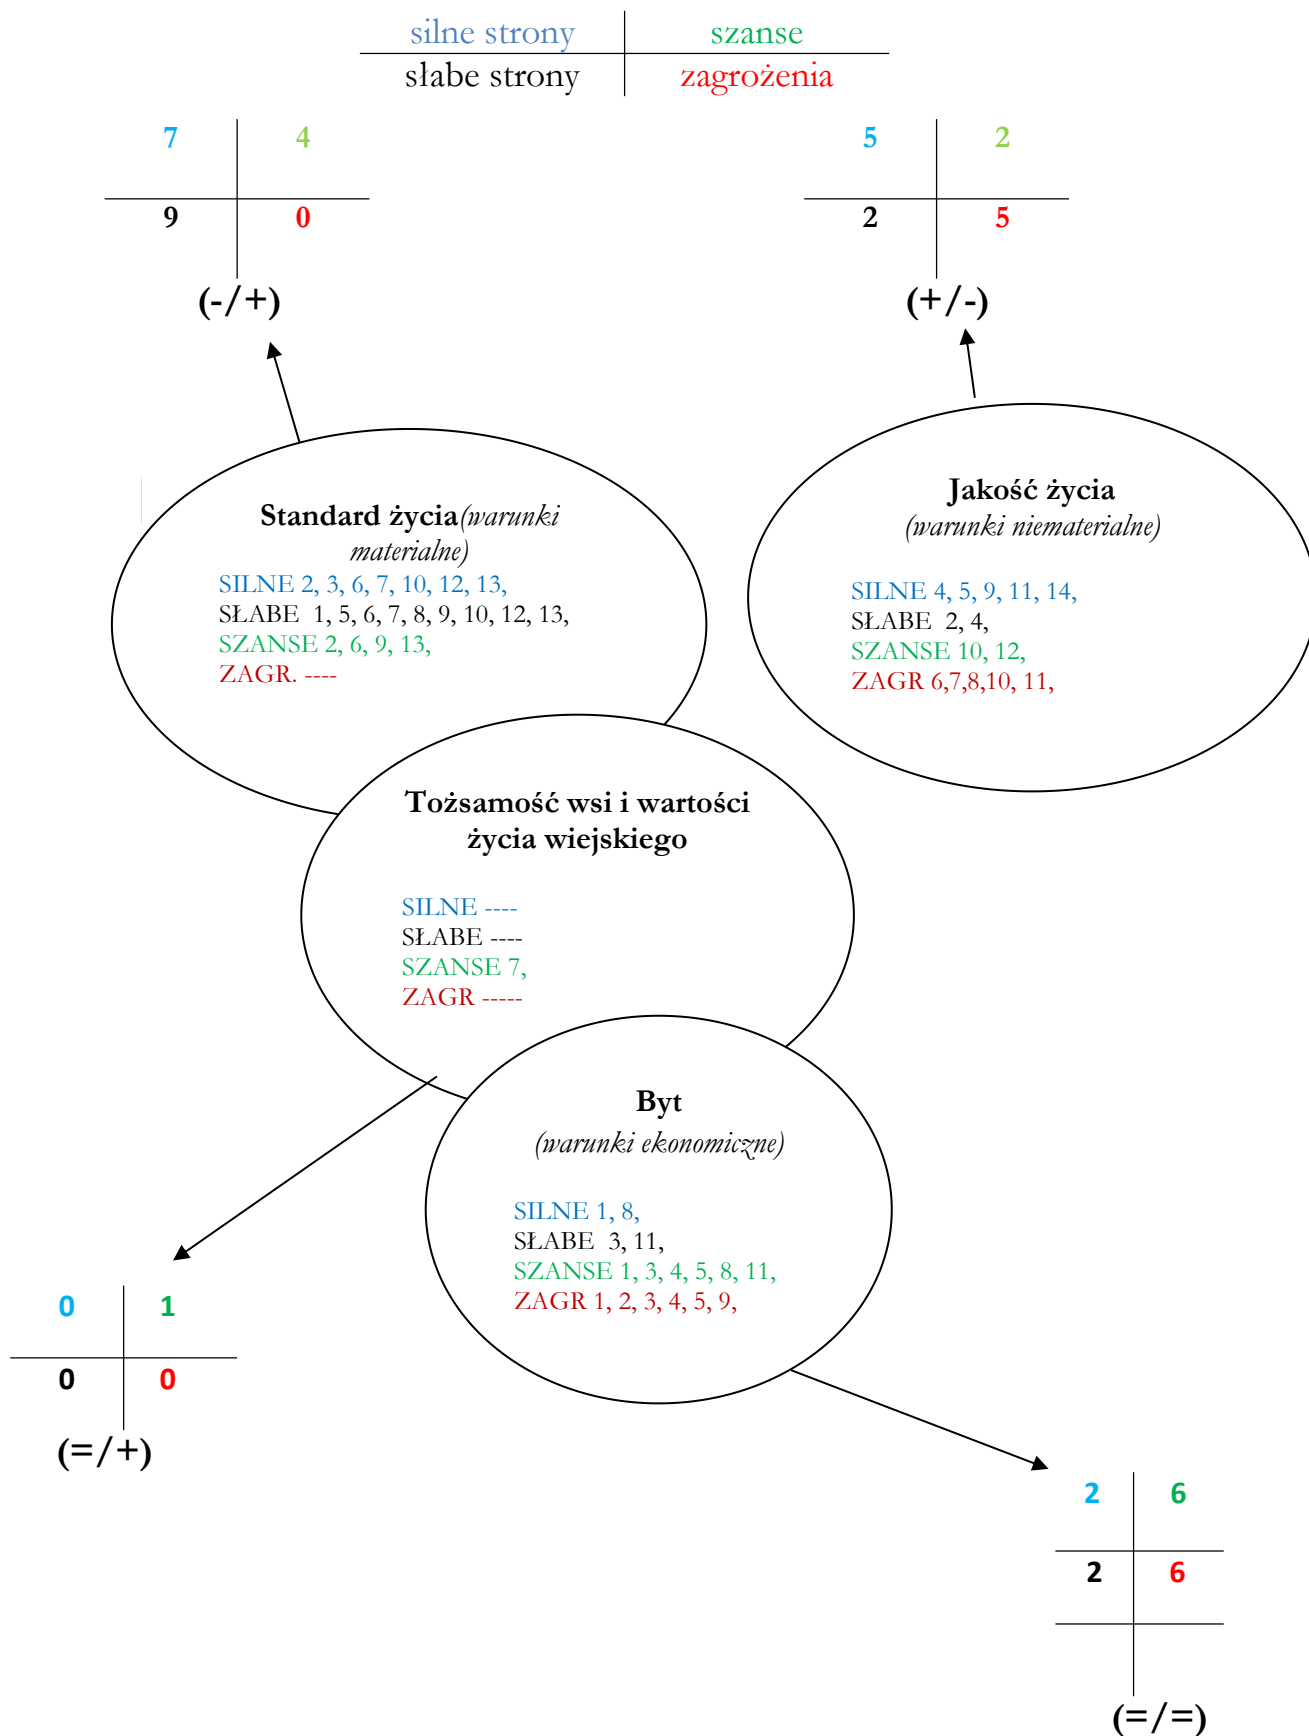 silne strony szanse
słabe strony zagrożenia
7 4
9 0
(-/+)
5 2
2 5
(+/-)
Standard życia(warunki
materialne)
SILNE 2, 3, 6, 7, 10, 12, 13,
SŁABE 1, 5, 6, 7, 8, 9, 10, 12, 13,
SZANSE 2, 6, 9, 13,
ZAGR. ----
Jakość życia
(warunki niematerialne)
SILNE 4, 5, 9, 11, 14,
SŁABE 2, 4,
SZANSE 10, 12,
ZAGR 6,7,8,10, 11,
Tożsamość wsi i wartości
życia wiejskiego
SILNE ----
SŁABE ----
SZANSE 7,
ZAGR -----
Byt
(warunki ekonomiczne)
SILNE 1, 8,
SŁABE 3, 11,
SZANSE 1, 3, 4, 5, 8, 11,
ZAGR 1, 2, 3, 4, 5, 9,
0 1
0 0
(=/+)
2 6
2 6
(=/=)